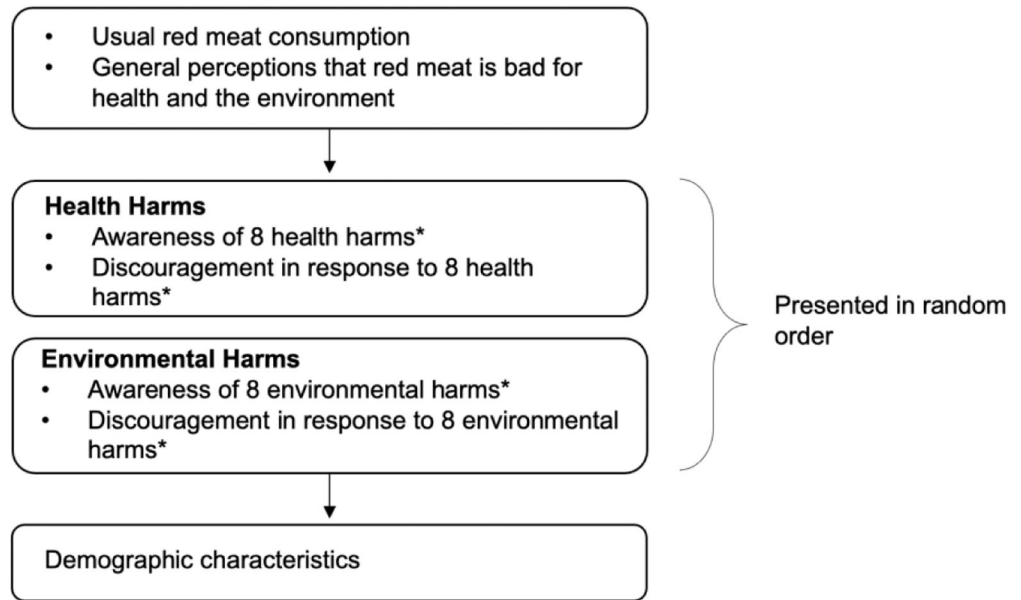 • Usual red meat consumption
• General perceptions that red meat is bad for
health and the environment
Health Harms
• Awareness of 8 health harms*
• Discouragement in response to 8 health
harms*
Environmental Harms
• Awareness of 8 environmental harms*
• Discouragement in response to 8 environmental
harms*
Presented in random
order
Demographic characteristics